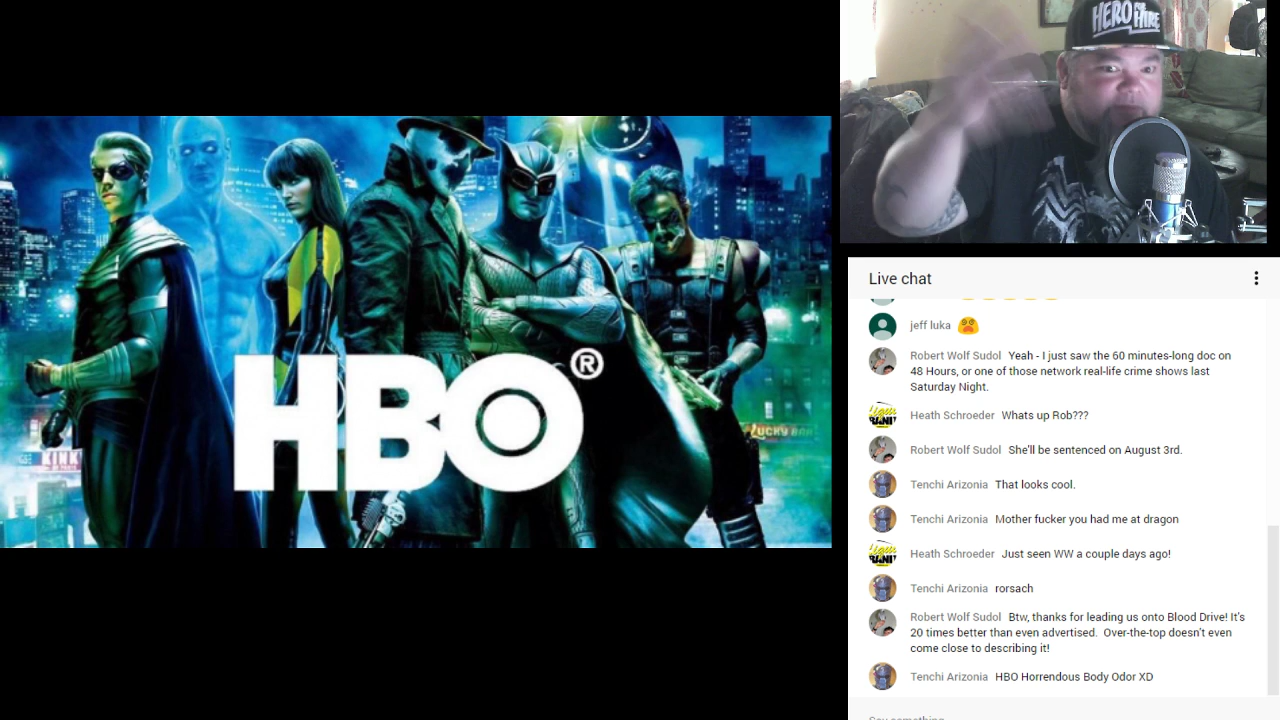 HERO FOR HIRE
HBO®
KINK
LUCKY BAR
Live chat
jeff luka
Robert Wolf Sudol Yeah - I just saw the 60 minutes-long doc on
48 Hours, or one of those network real-life crime shows last
Saturday Night.
Heath Schroeder Whats up Rob???
Robert Wolf Sudol She'll be sentenced on August 3rd.
Tenchi Arizonia That looks cool.
Tenchi Arizonia Mother fucker you had me at dragon
Heath Schroeder Just seen WW a couple days ago!
Tenchi Arizonia rorsach
Robert Wolf Sudol Btw, thanks for leading us onto Blood Drive! It's
20 times better than even advertised. Over-the-top doesn't even
come close to describing it!
Tenchi Arizonia HBO Horrendous Body Odor XD
Say something